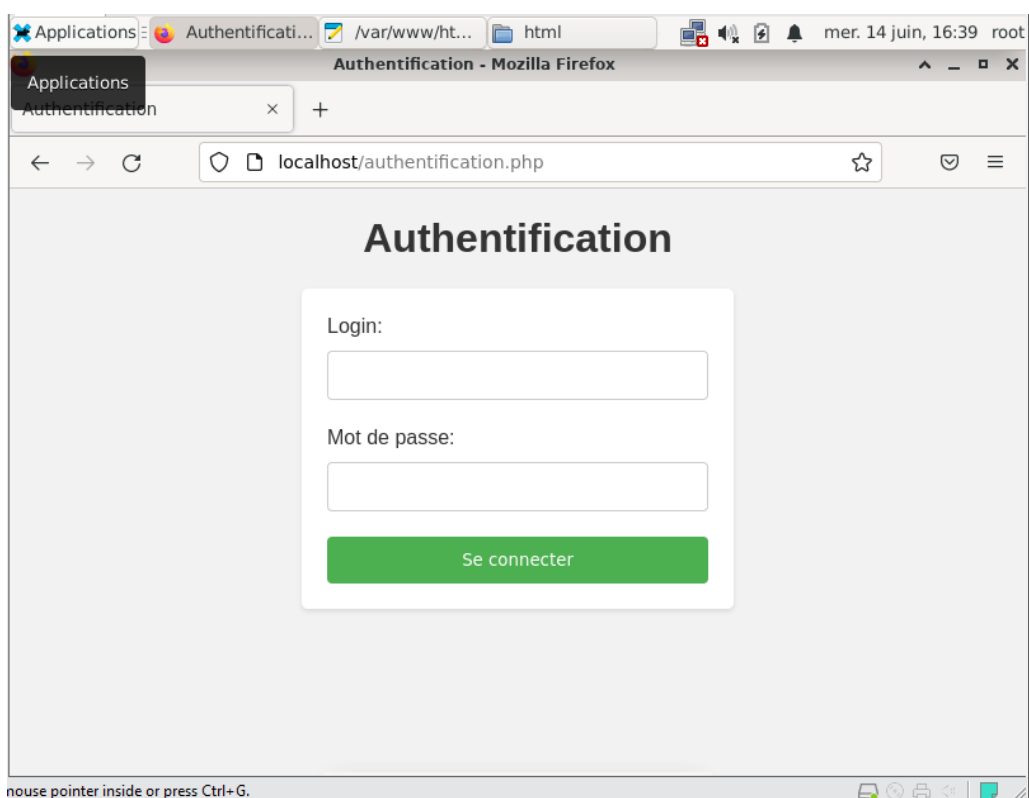 Applications Authentificati... /var/www/ht... html mer. 14 juin, 16:39 root
Authentification - Mozilla Firefox
Applications
Authentification
localhost/authentification.php
Authentification
Login:
Mot de passe:
Se connecter
mouse pointer inside or press Ctrl+G.